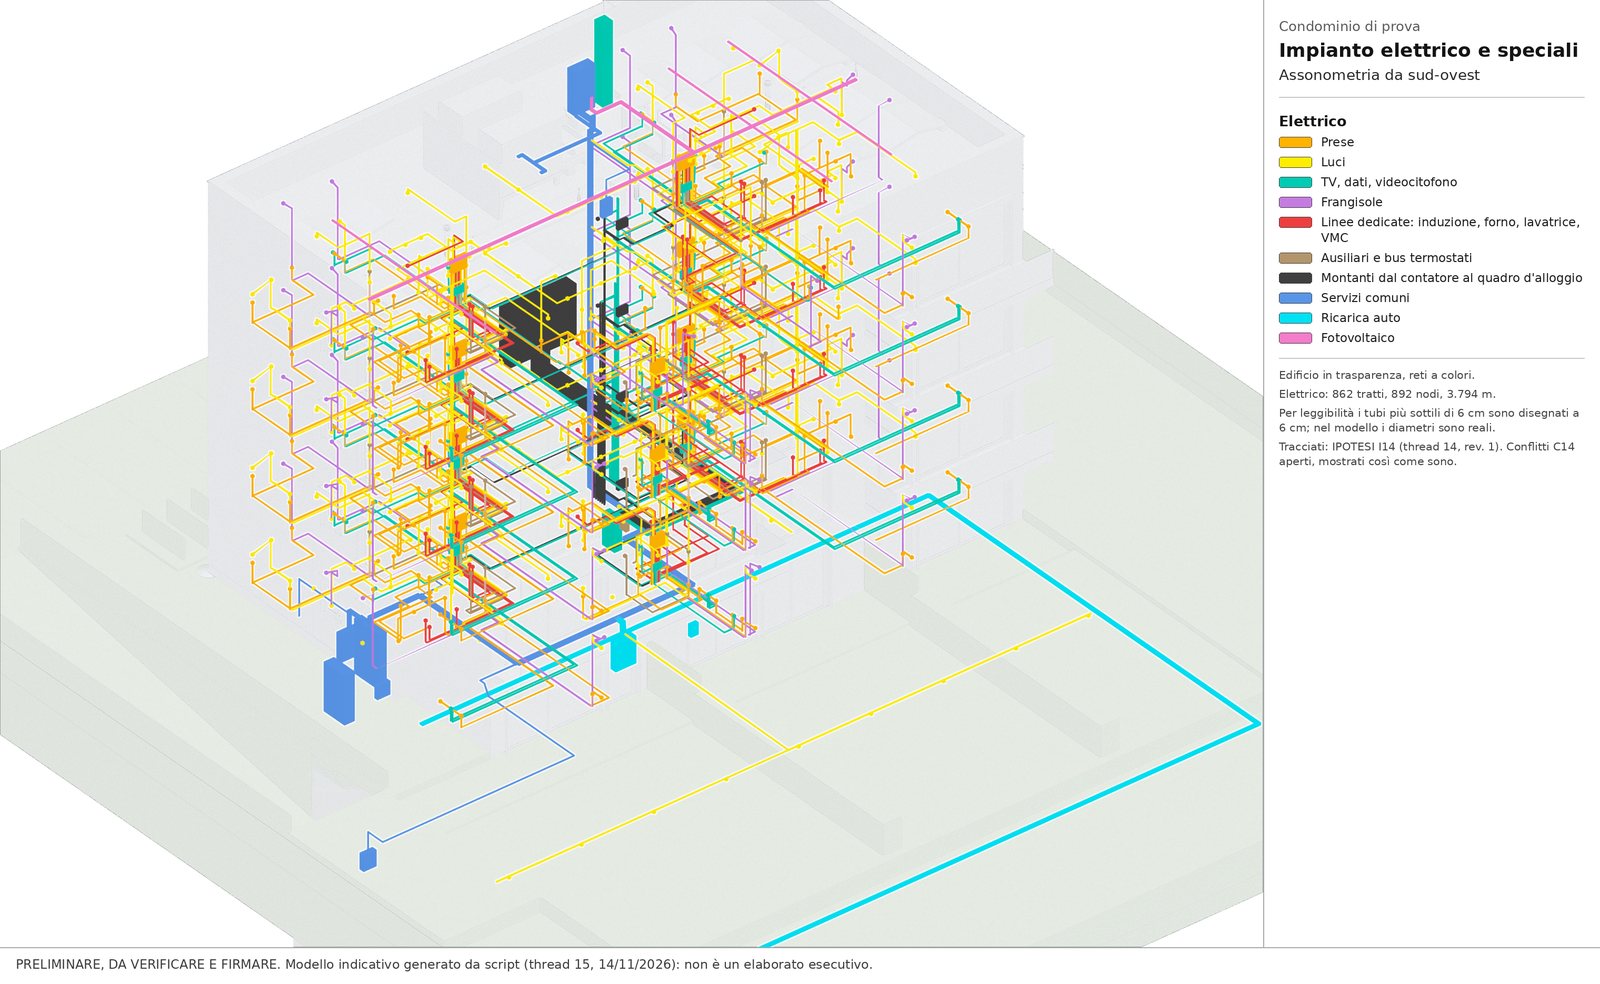 Condominio di prova
Impianto elettrico e speciali
Assonometria da sud-ovest
Elettrico
Prese
Luci
TV, dati, videocitofono
Frangisole
Linee dedicate: induzione, forno, lavatrice,
VMC
Ausiliari e bus termostati
Montanti dal contatore al quadro d'alloggio
Servizi comuni
Ricarica auto
Fotovoltaico
Edificio in trasparenza, reti a colori.
Elettrico: 862 tratti, 892 nodi, 3.794 m.
Per leggibilità i tubi più sottili di 6 cm sono disegnati a
6 cm; nel modello i diametri sono reali.
Tracciati: IPOTESI I14 (thread 14, rev. 1). Conflitti C14
aperti, mostrati così come sono.
PRELIMINARE, DA VERIFICARE E FIRMARE. Modello indicativo generato da script (thread 15, 14/11/2026): non è un elaborato esecutivo.